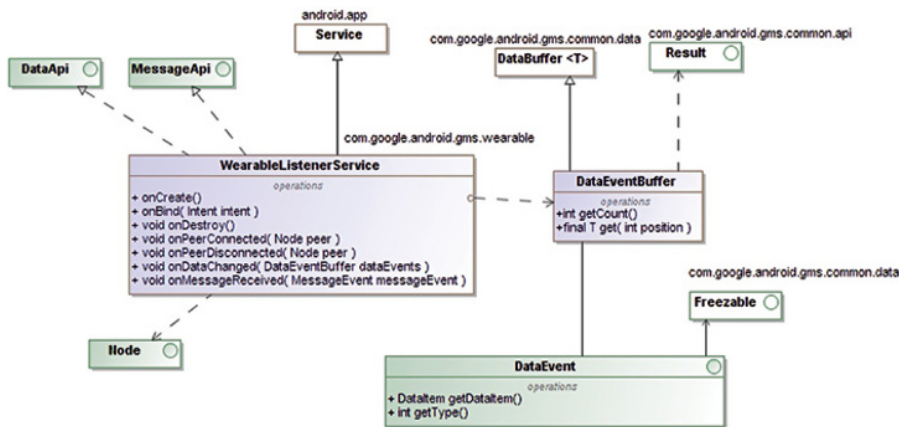 android.app
Service
com.google.android.gms.common.data
DataBuffer <T>
com.google.android.gms.common.api
Result
DataApi
MessageApi
com.google.android.gms.wearable
WearableListenerService
operations
+ onCreate()
+ onBind( Intent intent )
+ void onDestroy()
+ void onPeerConnected( Node peer )
+ void onPeerDisconnected( Node peer )
+ void onDataChanged( DataEventBuffer dataEvents )
+ void onMessageReceived( MessageEvent messageEvent )
DataEventBuffer
operations
+int getCount()
+final T get( int position )
com.google.android.gms.common.data
Freezable
Node
DataEvent
operations
+ DataItem getDataItem()
+ int getType()